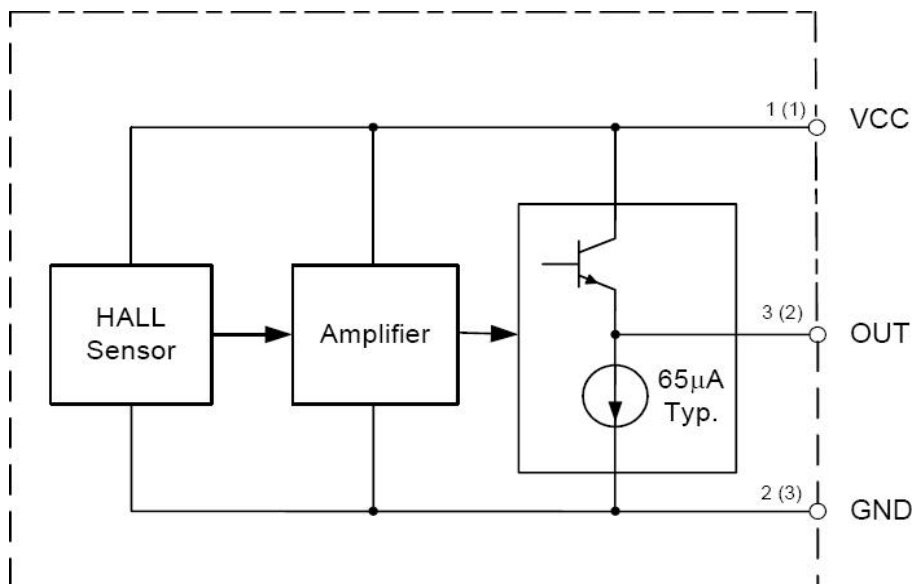 1 (1) VCC
HALL
Sensor
Amplifier
3 (2) OUT
65μA
Typ.
2 (3) GND